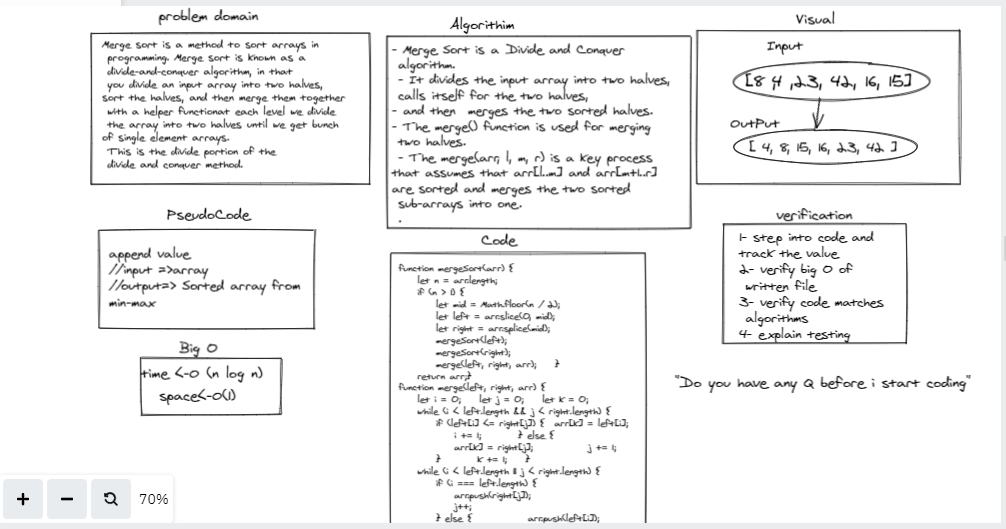 problem domain
Merge sort is a method to sort arrays in
programming. Merge sort is known as a
divide-and-conquer algorithm, in that
you divide an input array into two halves,
sort the halves, and then merge them together
with a helper functionat each level we divide
the array into two halves until we get bunch
of single element arrays.
This is the divide portion of the
divide and conquer method.
Algorithim
- Merge Sort is a Divide and Conquer
algorithm.
- It divides the input array into two halves,
calls itself for the two halves,
- and then merges the two sorted halves.
- The merge() function is used for merging
two halves.
- The merge(arr, l, m, r) is a key process
that assumes that arr[l..m] and arr[m+1..r]
are sorted and merges the two sorted
sub-arrays into one.
.
Visual
Input
[8 4 ,23, 42, 16, 15]
OutPut
[ 4, 8, 15, 16, 23, 42 ]
PseudoCode
append value
//input =>array
//output=> Sorted array from
min-max
Big O
time <-O (n log n)
space<-O(1)
Code
function mergeSort(arr) {
let n = arr.length;
if (n > 1) {
let mid = Math.floor(n / 2);
let left = arr.slice(0, mid);
let right = arr.splice(mid);
mergeSort(left);
mergeSort(right);
merge(left, right, arr); }
return arr;}
function merge(left, right, arr) {
let i = 0; let j = 0; let k = 0;
while (i < left.length && j < right.length) {
if (left[i] <= right[j]) { arr[k] = left[i];
i += 1; } else {
arr[k] = right[j]; j += 1;
} k += 1; }
while (i < left.length || j < right.length) {
if (i === left.length) {
arr.push(right[j]);
j++;
} else { arr.push(left[i]);
verification
1- step into code and
track the value
2- verify big O of
written file
3- verify code matches
algorithms
4- explain testing
"Do you have any Q before i start coding"
70%